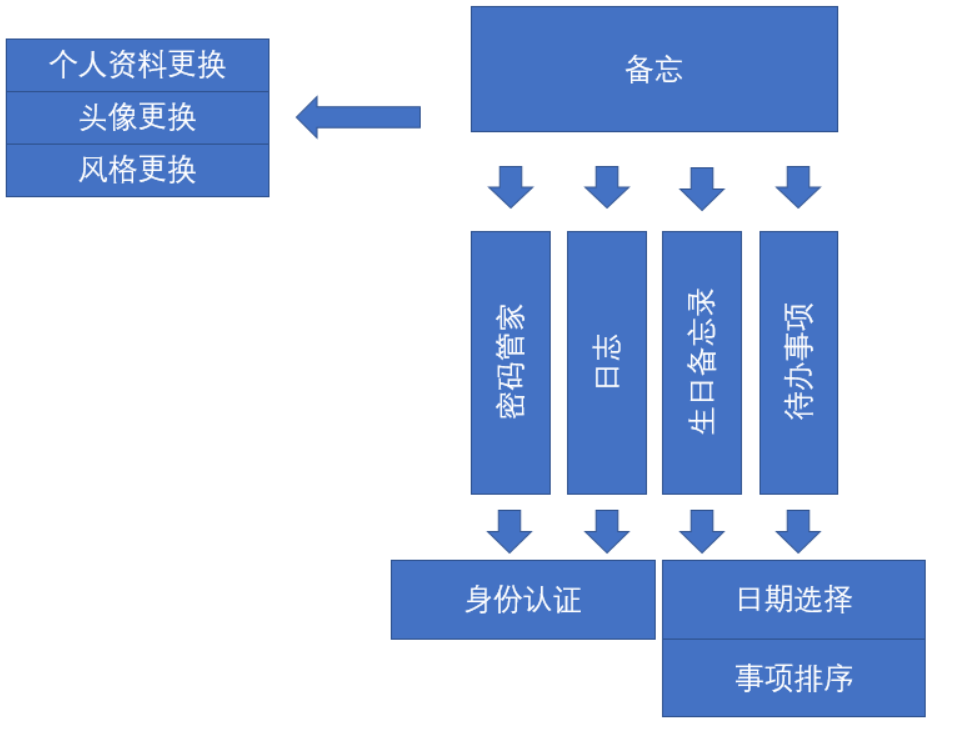 备忘
个人资料更换
头像更换
风格更换
密码管家
日志
生日备忘录
待办事项
身份认证
日期选择
事项排序